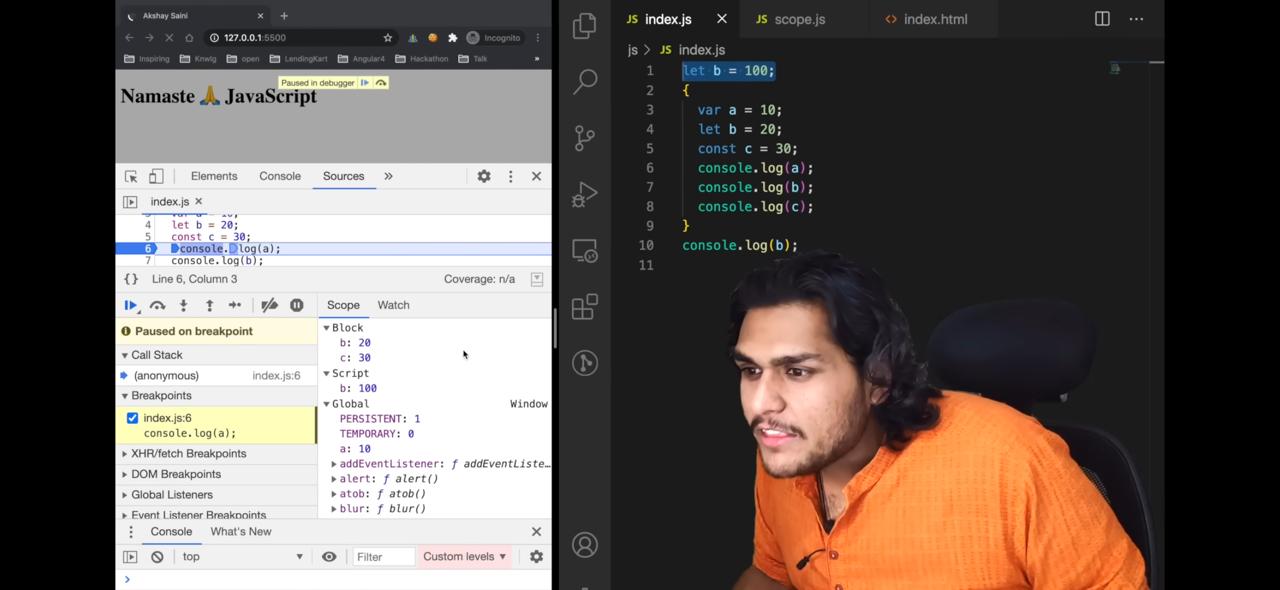 Akshay Saini
127.0.0.1:5500
Incognito
Inspiring Knwlg open LendingKart Angular4 Hackathon Talk »
Paused in debugger
Namaste 🙏 JavaScript
Elements Console Sources »
index.js
4 let b = 20;
5 const c = 30;
6 console.log(a);
7 console.log(b);
{} Line 6, Column 3 Coverage: n/a
Scope Watch
Paused on breakpoint
Call Stack
(anonymous) index.js:6
Breakpoints
index.js:6
console.log(a);
XHR/fetch Breakpoints
DOM Breakpoints
Global Listeners
Event Listener Breakpoints
Block
b: 20
c: 30
Script
b: 100
Global Window
PERSISTENT: 1
TEMPORARY: 0
a: 10
addEventListener: ƒ addEventListe…
alert: ƒ alert()
atob: ƒ atob()
blur: ƒ blur()
Console What's New
top Filter Custom levels
JS index.js JS scope.js <> index.html
js > JS index.js
1 let b = 100;
2 {
3 var a = 10;
4 let b = 20;
5 const c = 30;
6 console.log(a);
7 console.log(b);
8 console.log(c);
9 }
10 console.log(b);
11